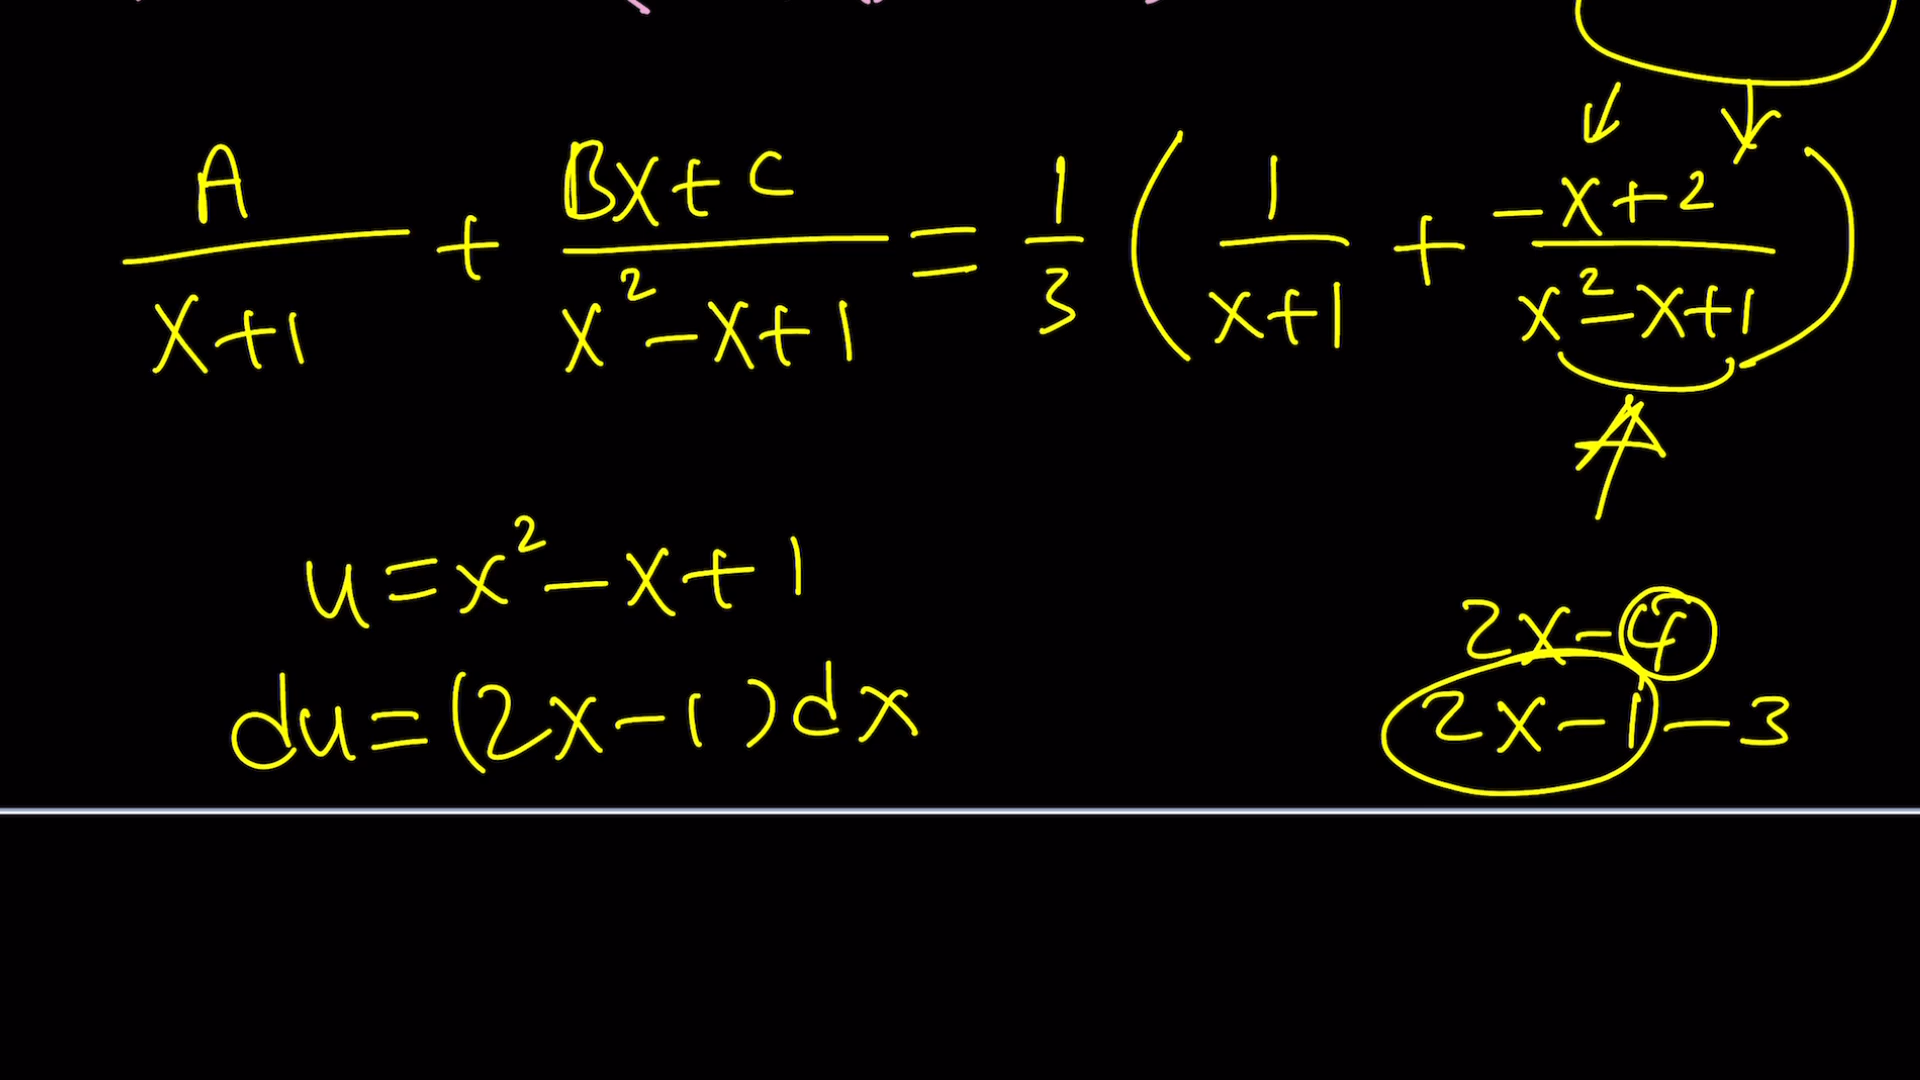 A/(x+1) + (Bx+C)/(x²-x+1) = 1/3 (1/(x+1) + (-x+2)/(x²-x+1))
u=x²-x+1
2x-4
du=(2x-1)dx
2x-1-3